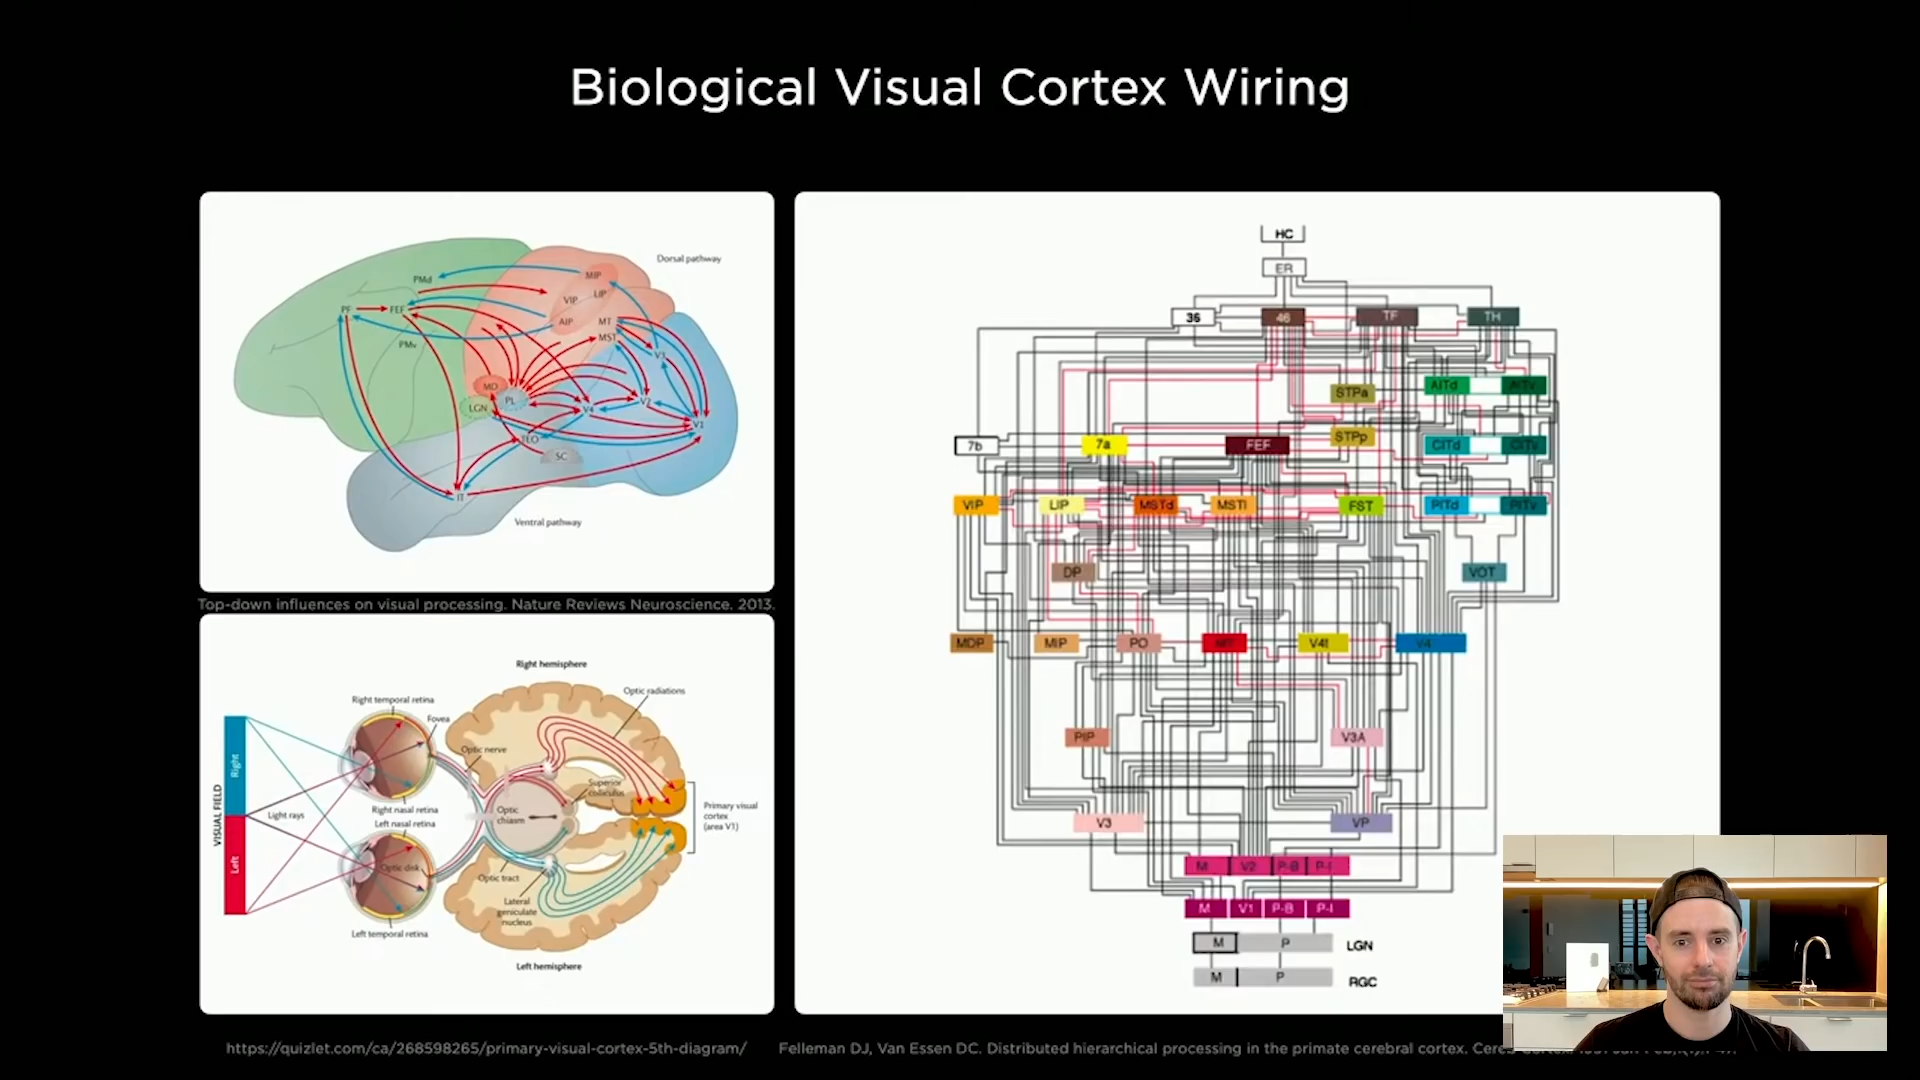 Biological Visual Cortex Wiring
Dorsal pathway
PMd
MIP
VIP
LIP
PF
FEF
AIP
MT
MST
PMv
V3
MD
PL
LGN
V4
V2
V1
TEO
SC
IT
Ventral pathway
Top-down influences on visual processing. Nature Reviews Neuroscience. 2013.
Right hemisphere
Optic radiations
Right temporal retina
Fovea
Optic nerve
Superior colliculus
VISUAL FIELD
Right
Left
Light rays
Right nasal retina
Left nasal retina
Optic chiasm
Primary visual
cortex
(area V1)
Optic disk
Optic tract
Lateral
geniculate
nucleus
Left temporal retina
Left hemisphere
https://quizlet.com/ca/268598265/primary-visual-cortex-5th-diagram/
HC
ER
36
46
TF
TH
STPa
AITd
AITv
7b
7a
FEF
STPp
CITd
CITv
VIP
LIP
MSTd
MSTl
FST
PITd
PITv
DP
VOT
MDP
MIP
PO
MT
V4t
V4
PIP
V3A
V3
VP
M
V2
P-B
P-I
M
V1
P-B
P-I
M
P
LGN
M
P
RGC
Felleman DJ, Van Essen DC. Distributed hierarchical processing in the primate cerebral cortex.